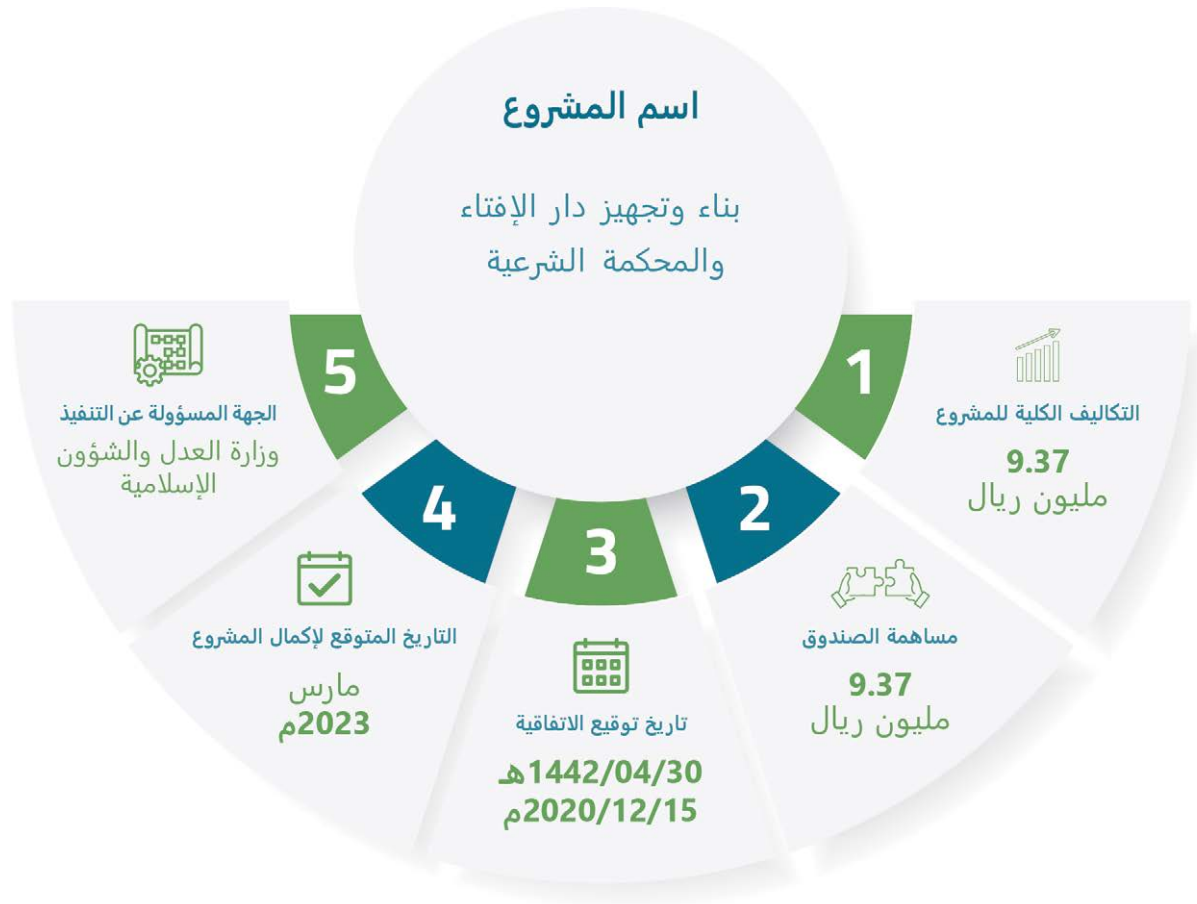 اسم المشروع
بناء وتجهيز دار الإفتاء
والمحكمة الشرعية
1
التكاليف الكلية للمشروع
9.37
مليون ريال
2
مساهمة الصندوق
9.37
مليون ريال
3
تاريخ توقيع الاتفاقية
1442/04/30هـ
2020/12/15م
4
التاريخ المتوقع لإكمال المشروع
مارس
2023م
5
الجهة المسؤولة عن التنفيذ
وزارة العدل والشؤون
الإسلامية